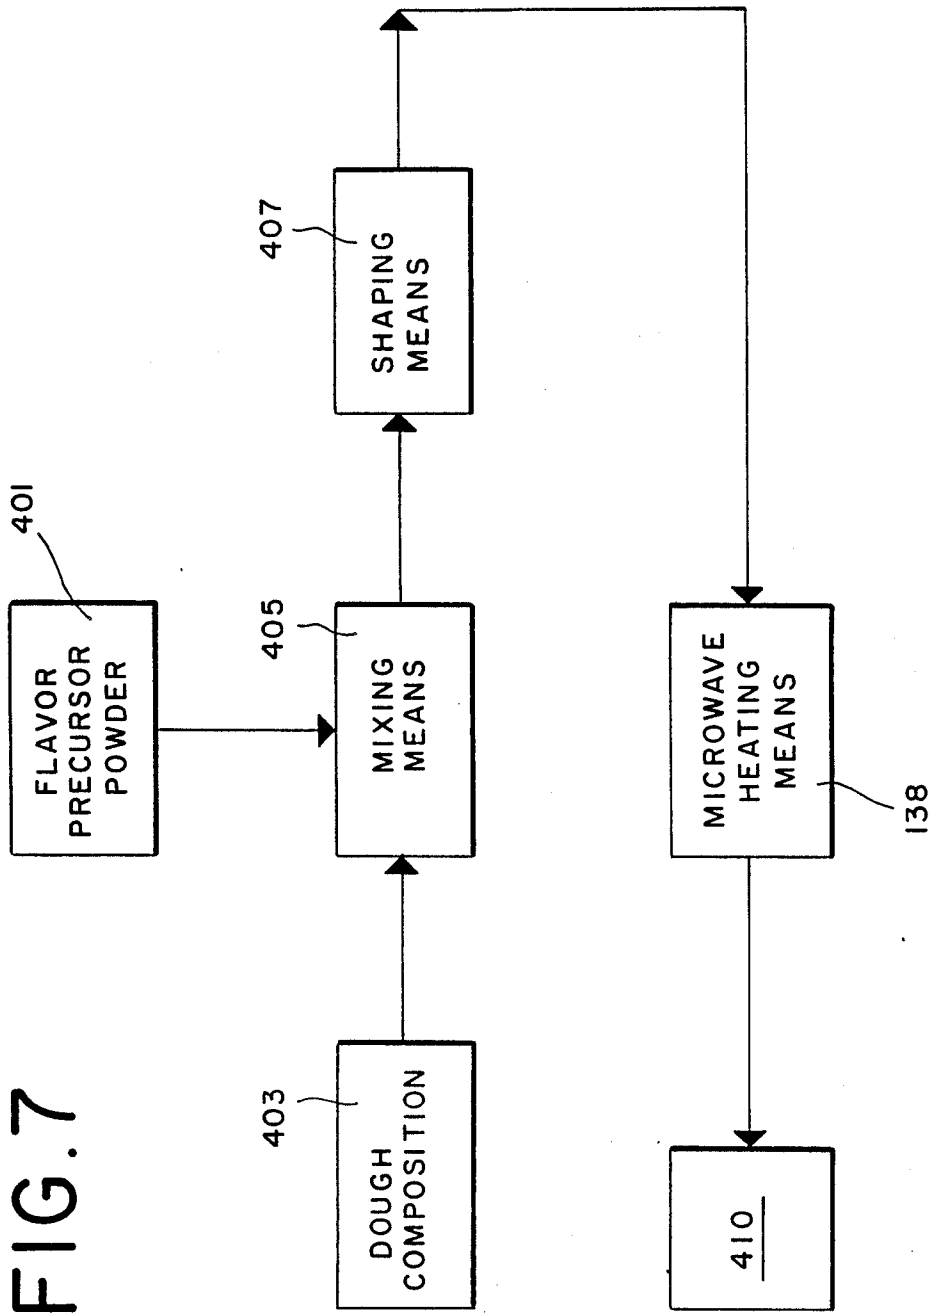 FIG. 7
401
FLAVOR
PRECURSOR
POWDER
403
DOUGH
COMPOSITION
405
MIXING
MEANS
407
SHAPING
MEANS
MICROWAVE
HEATING
MEANS
138
410